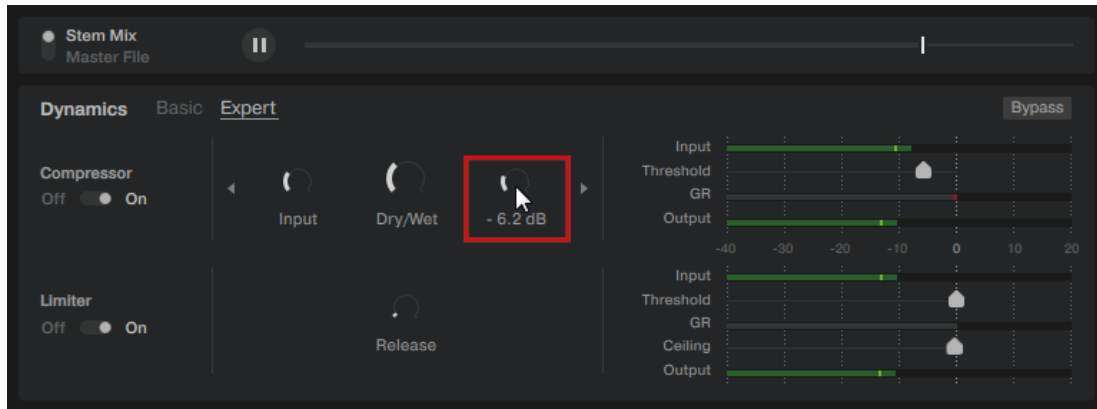 Stem Mix
Master File
Dynamics Basic Expert Bypass
Compressor
Off On
Input Dry/Wet - 6.2 dB
Input
Threshold
GR
Output
-40 -30 -20 -10 0 10 20
Limiter
Off On
Release
Input
Threshold
GR
Ceiling
Output